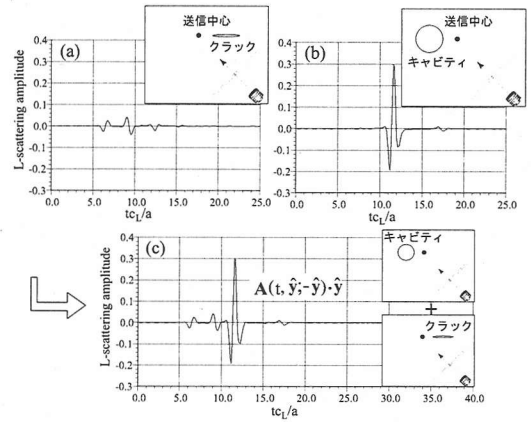 (a)
送信中心
クラック
L-scattering amplitude
0.4
0.3
0.2
0.1
0.0
-0.1
-0.2
-0.3
0.0 5.0 10.0 15.0 20.0 25.0
tcL/a
(b)
送信中心
キャビティ
0.4
0.3
0.2
0.1
0.0
-0.1
-0.2
-0.3
0.0 5.0 10.0 15.0 20.0 25.0
tcL/a
(c)
A(t, ŷ;-ŷ)·ŷ
キャビティ
+
クラック
L-scattering amplitude
0.4
0.3
0.2
0.1
0.0
-0.1
-0.2
-0.3
0.0 5.0 10.0 15.0 20.0 25.0 30.0 35.0 40.0
tcL/a